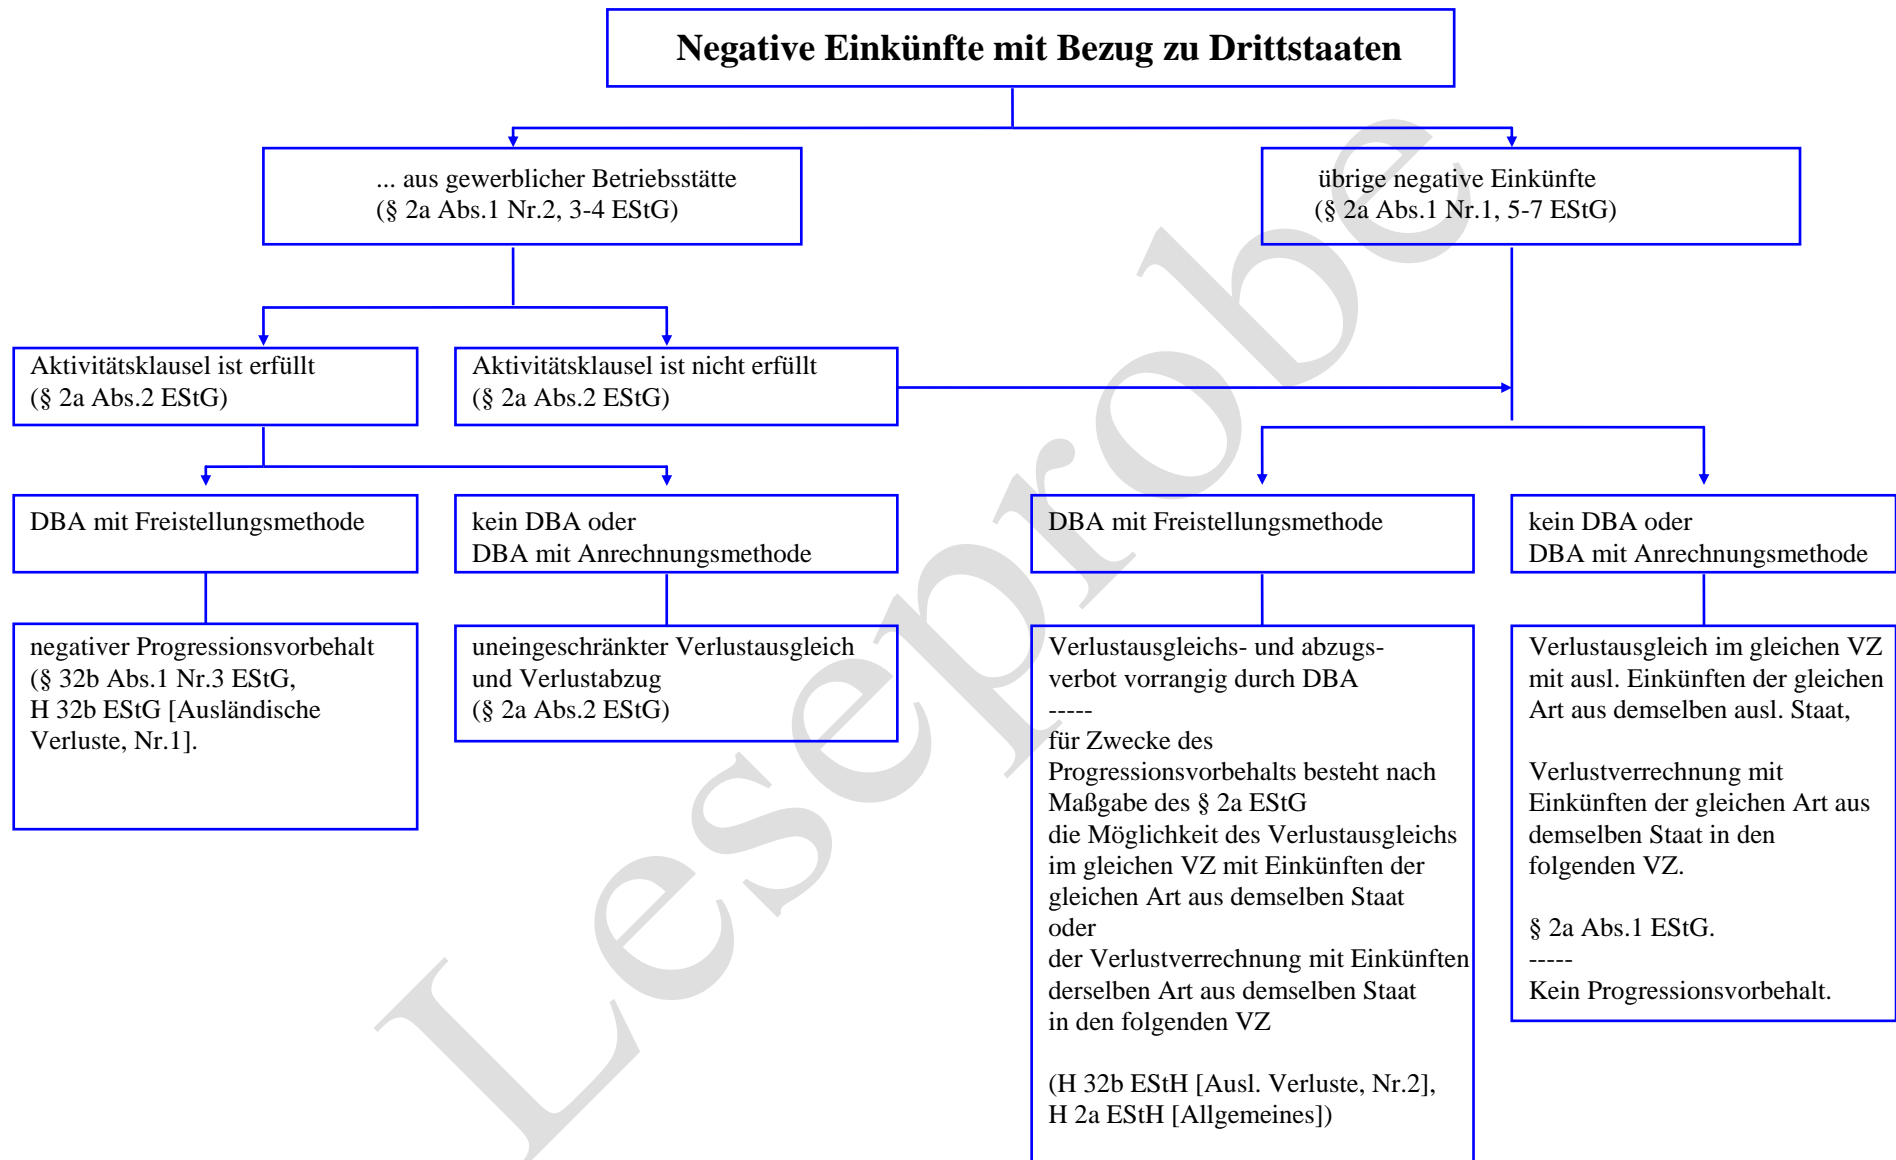 Negative Einkünfte mit Bezug zu Drittstaaten
... aus gewerblicher Betriebsstätte
(§ 2a Abs.1 Nr.2, 3-4 EStG)
übrige negative Einkünfte
(§ 2a Abs.1 Nr.1, 5-7 EStG)
Aktivitätsklausel ist erfüllt
(§ 2a Abs.2 EStG)
Aktivitätsklausel ist nicht erfüllt
(§ 2a Abs.2 EStG)
DBA mit Freistellungsmethode
kein DBA oder
DBA mit Anrechnungsmethode
DBA mit Freistellungsmethode
kein DBA oder
DBA mit Anrechnungsmethode
negativer Progressionsvorbehalt
(§ 32b Abs.1 Nr.3 EStG,
H 32b EStG [Ausländische
Verluste, Nr.1].
uneingeschränkter Verlustausgleich
und Verlustabzug
(§ 2a Abs.2 EStG)
Verlustausgleichs- und abzugs-
verbot vorrangig durch DBA
-----
für Zwecke des
Progressionsvorbehalts besteht nach
Maßgabe des § 2a EStG
die Möglichkeit des Verlustausgleichs
im gleichen VZ mit Einkünften der
gleichen Art aus demselben Staat
oder
der Verlustverrechnung mit Einkünften
derselben Art aus demselben Staat
in den folgenden VZ
(H 32b EStH [Ausl. Verluste, Nr.2],
H 2a EStH [Allgemeines])
Verlustausgleich im gleichen VZ
mit ausl. Einkünften der gleichen
Art aus demselben ausl. Staat,
Verlustverrechnung mit
Einkünften der gleichen Art aus
demselben Staat in den
folgenden VZ.
§ 2a Abs.1 EStG.
-----
Kein Progressionsvorbehalt.
Leseprobe